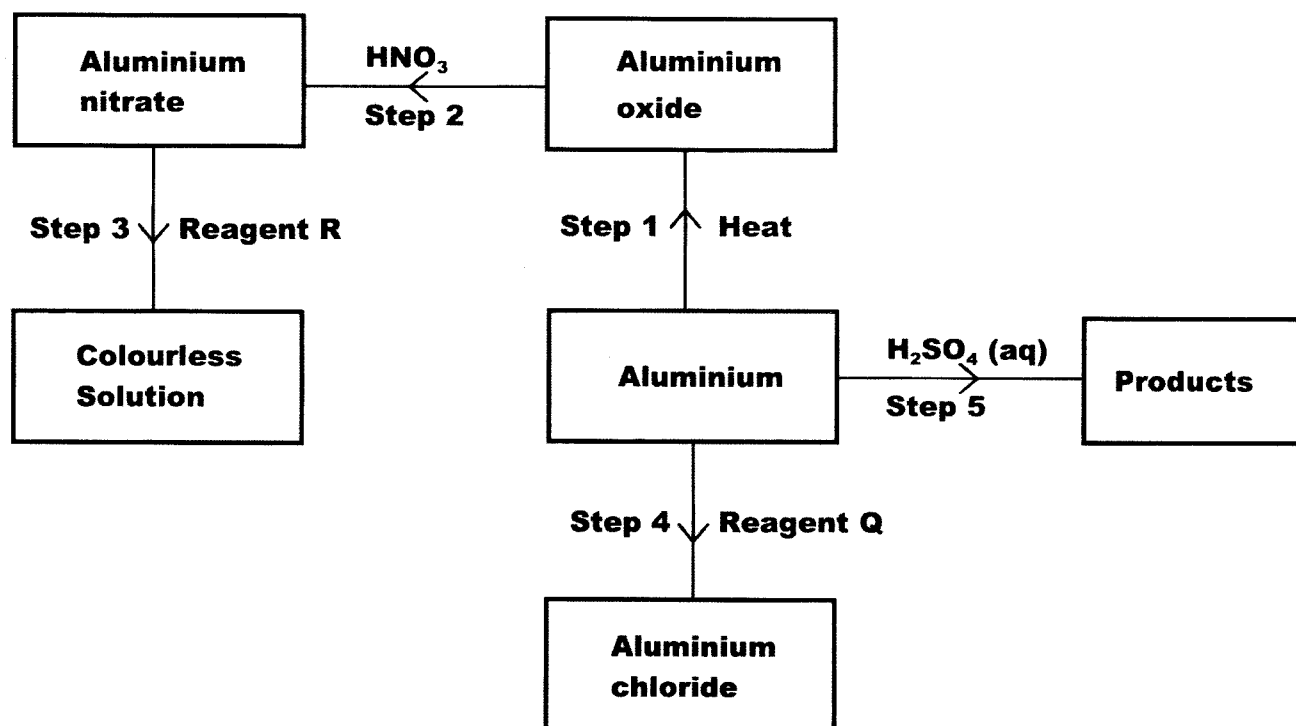 Aluminium
nitrate
HNO₃
Step 2
Aluminium
oxide
Step 3 Reagent R
Step 1 Heat
Colourless
Solution
Aluminium
H₂SO₄ (aq)
Step 5
Products
Step 4 Reagent Q
Aluminium
chloride